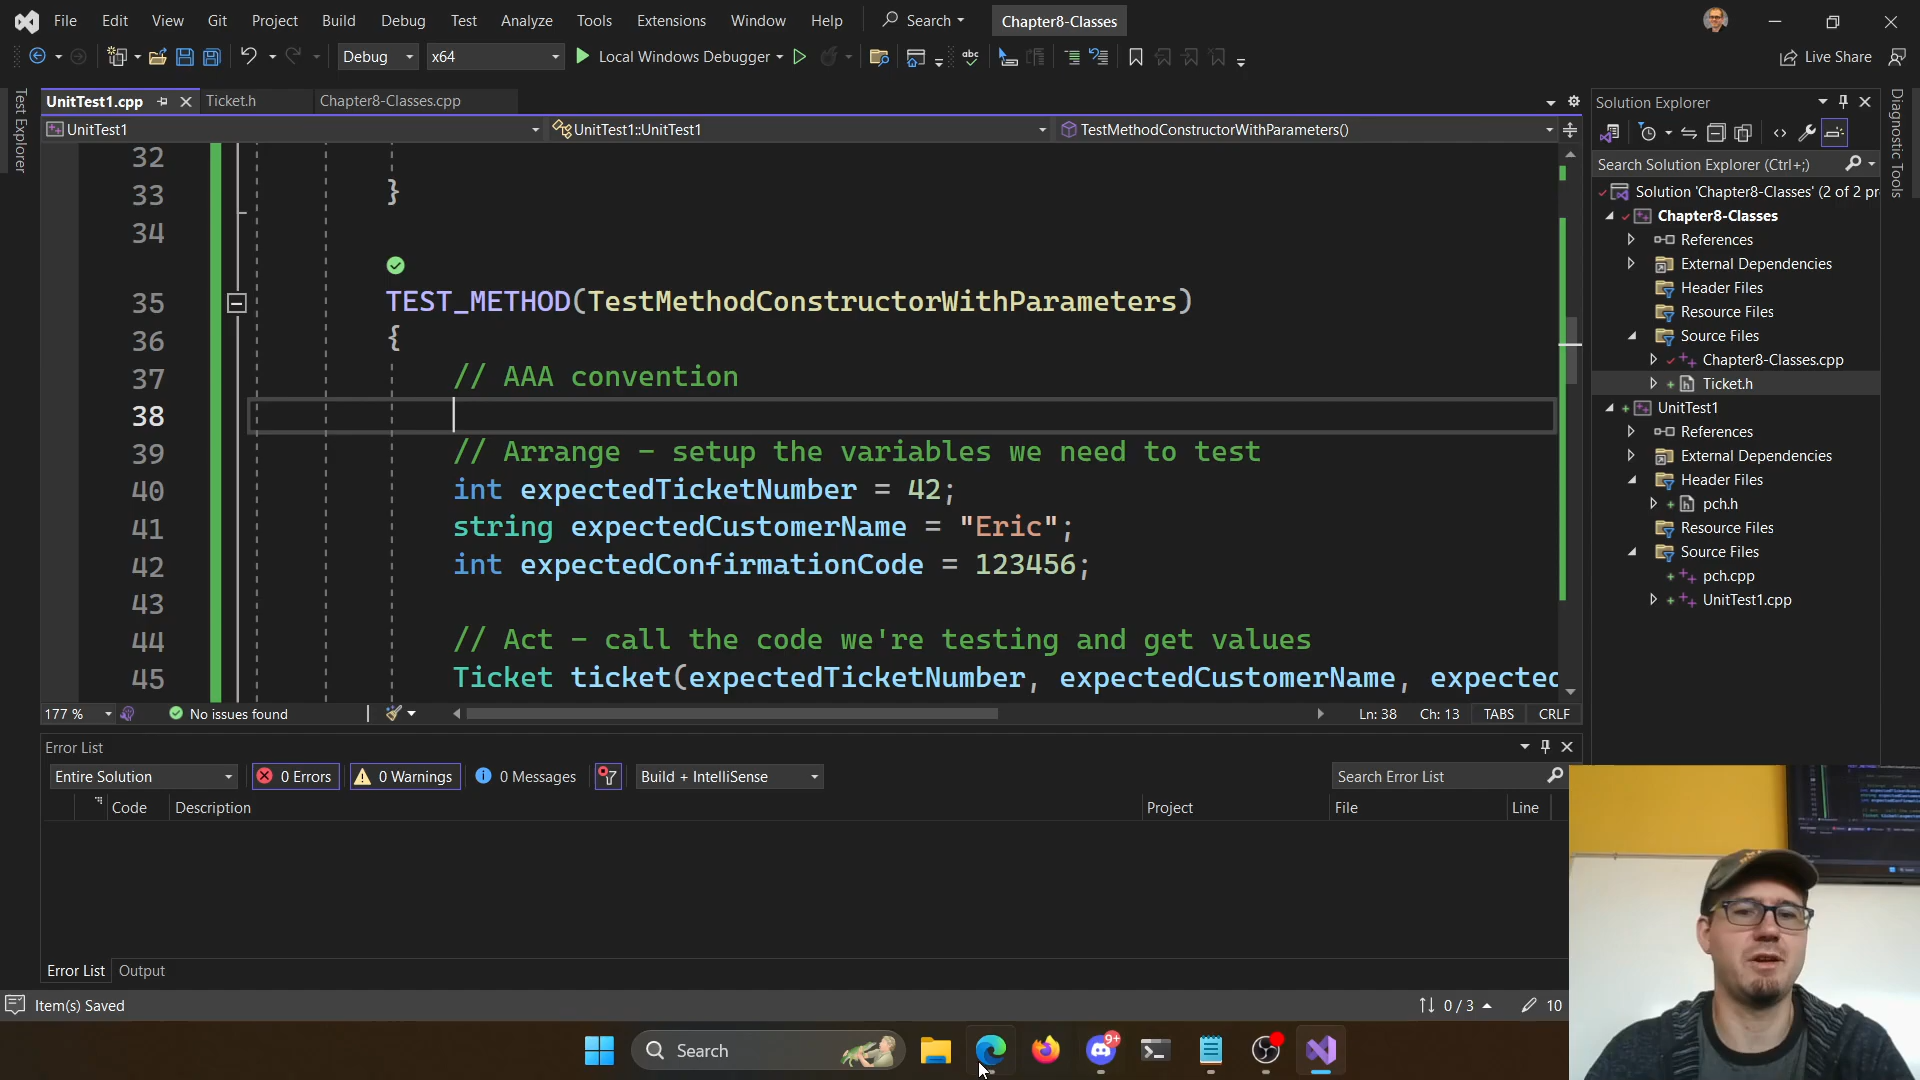 File Edit View Git Project Build Debug Test Analyze Tools Extensions Window Help Search Chapter8-Classes
Debug x64 Local Windows Debugger Live Share
Test Explorer
UnitTest1.cpp Ticket.h Chapter8-Classes.cpp
UnitTest1 UnitTest1::UnitTest1 TestMethodConstructorWithParameters()
32
33 }
34
35 TEST_METHOD(TestMethodConstructorWithParameters)
36 {
37 // AAA convention
38
39 // Arrange - setup the variables we need to test
40 int expectedTicketNumber = 42;
41 string expectedCustomerName = "Eric";
42 int expectedConfirmationCode = 123456;
43
44 // Act - call the code we're testing and get values
45 Ticket ticket(expectedTicketNumber, expectedCustomerName, expected
177 % No issues found Ln: 38 Ch: 13 TABS CRLF
Solution Explorer
Search Solution Explorer (Ctrl+;)
Solution 'Chapter8-Classes' (2 of 2 pr
Chapter8-Classes
References
External Dependencies
Header Files
Resource Files
Source Files
Chapter8-Classes.cpp
Ticket.h
UnitTest1
References
External Dependencies
Header Files
pch.h
Resource Files
Source Files
pch.cpp
UnitTest1.cpp
Diagnostic Tools
Error List
Entire Solution 0 Errors 0 Warnings 0 Messages Build + IntelliSense Search Error List
Code Description Project File Line
Error List Output
Item(s) Saved 0 / 3 10
Search 9+